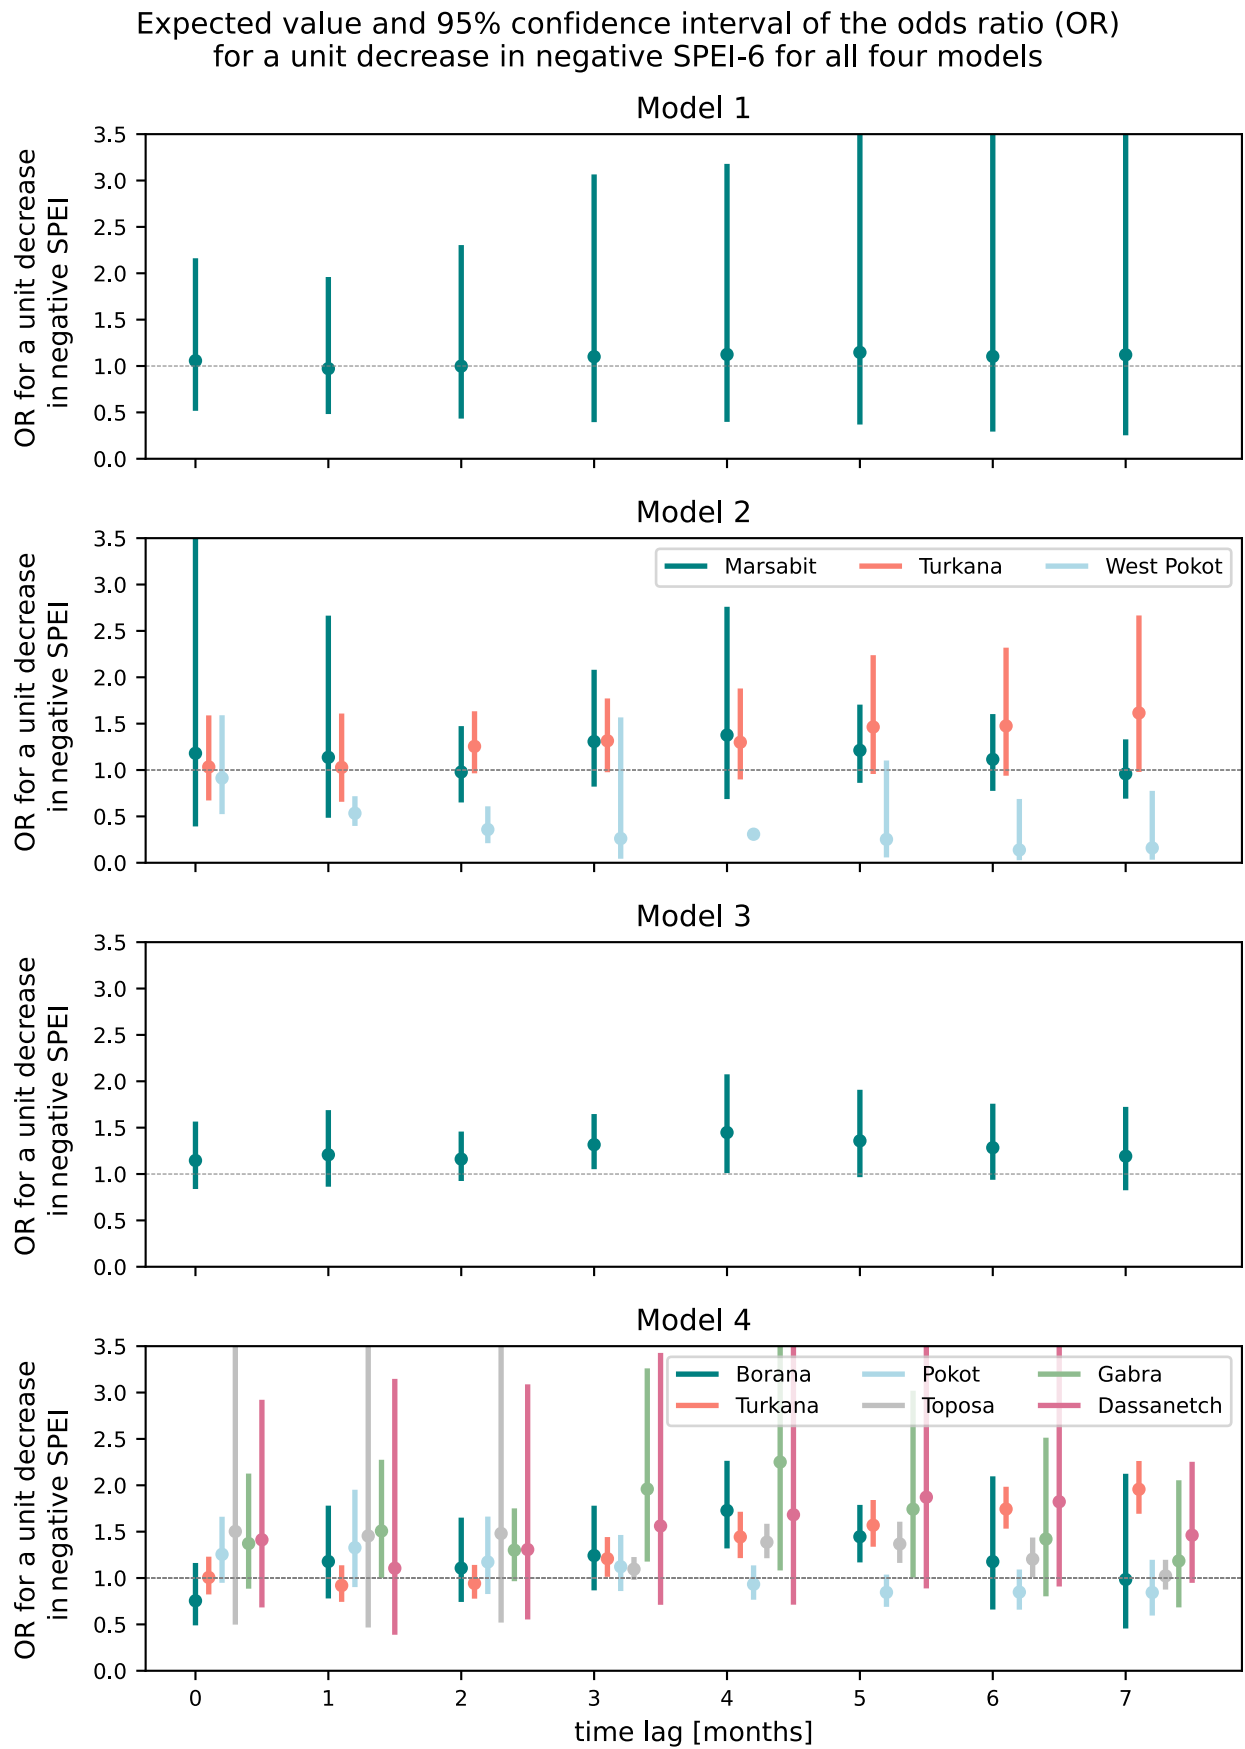 Expected value and 95% confidence interval of the odds ratio (OR)
for a unit decrease in negative SPEI-6 for all four models
Model 1
OR for a unit decrease
in negative SPEI
3.5
3.0
2.5
2.0
1.5
1.0
0.5
0.0
Model 2
OR for a unit decrease
in negative SPEI
3.5
3.0
2.5
2.0
1.5
1.0
0.5
0.0
Marsabit Turkana West Pokot
Model 3
OR for a unit decrease
in negative SPEI
3.5
3.0
2.5
2.0
1.5
1.0
0.5
0.0
Model 4
OR for a unit decrease
in negative SPEI
3.5
3.0
2.5
2.0
1.5
1.0
0.5
0.0
Borana Pokot Gabra
Turkana Toposa Dassanetch
0 1 2 3 4 5 6 7
time lag [months]